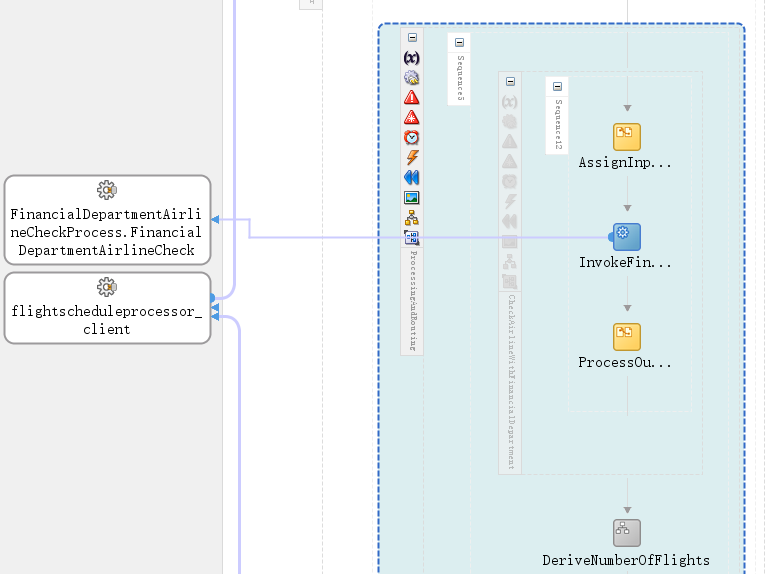 FinancialDepartmentAirli
neCheckProcess.Financial
DepartmentAirlineCheck
flightscheduleprocessor_
client
(x)
ProcessingAndRouting
Sequence5
(x)
CheckAirlineWithFinancialDepartment
Sequence12
AssignInp...
InvokeFin...
ProcessOu...
DeriveNumberOfFlights